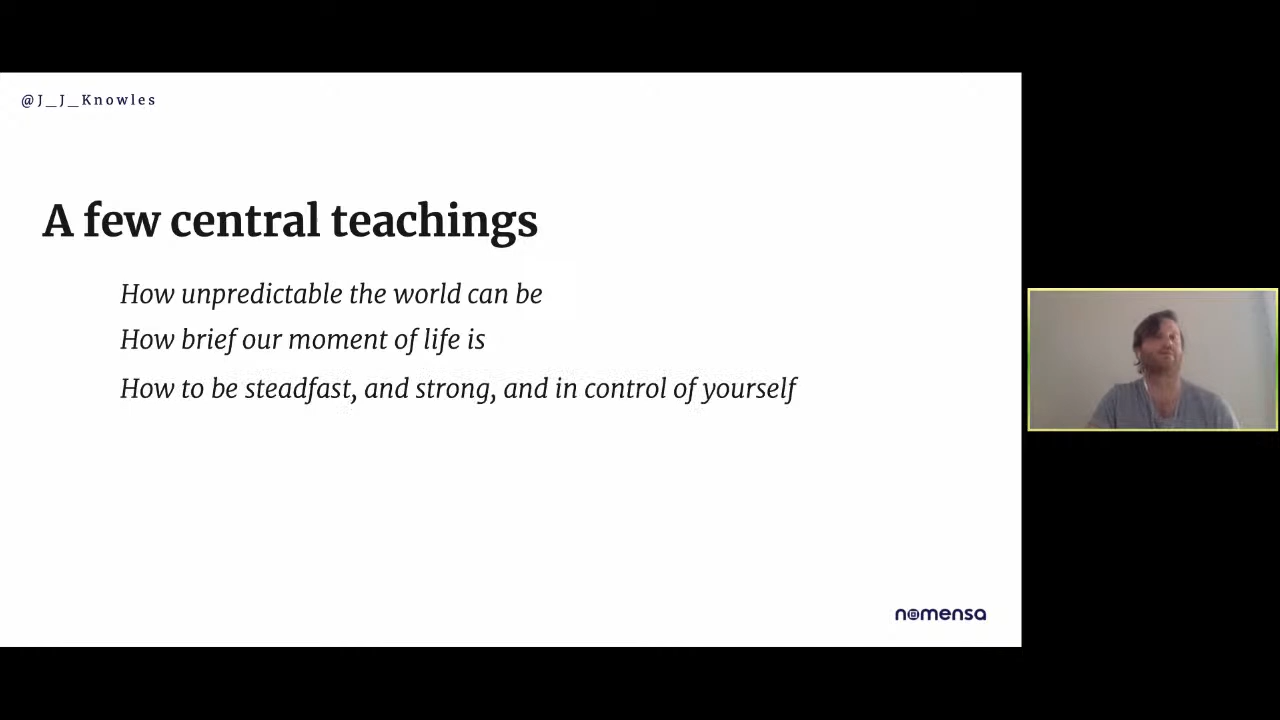 @J_J_Knowles
A few central teachings
How unpredictable the world can be
How brief our moment of life is
How to be steadfast, and strong, and in control of yourself
nomensa